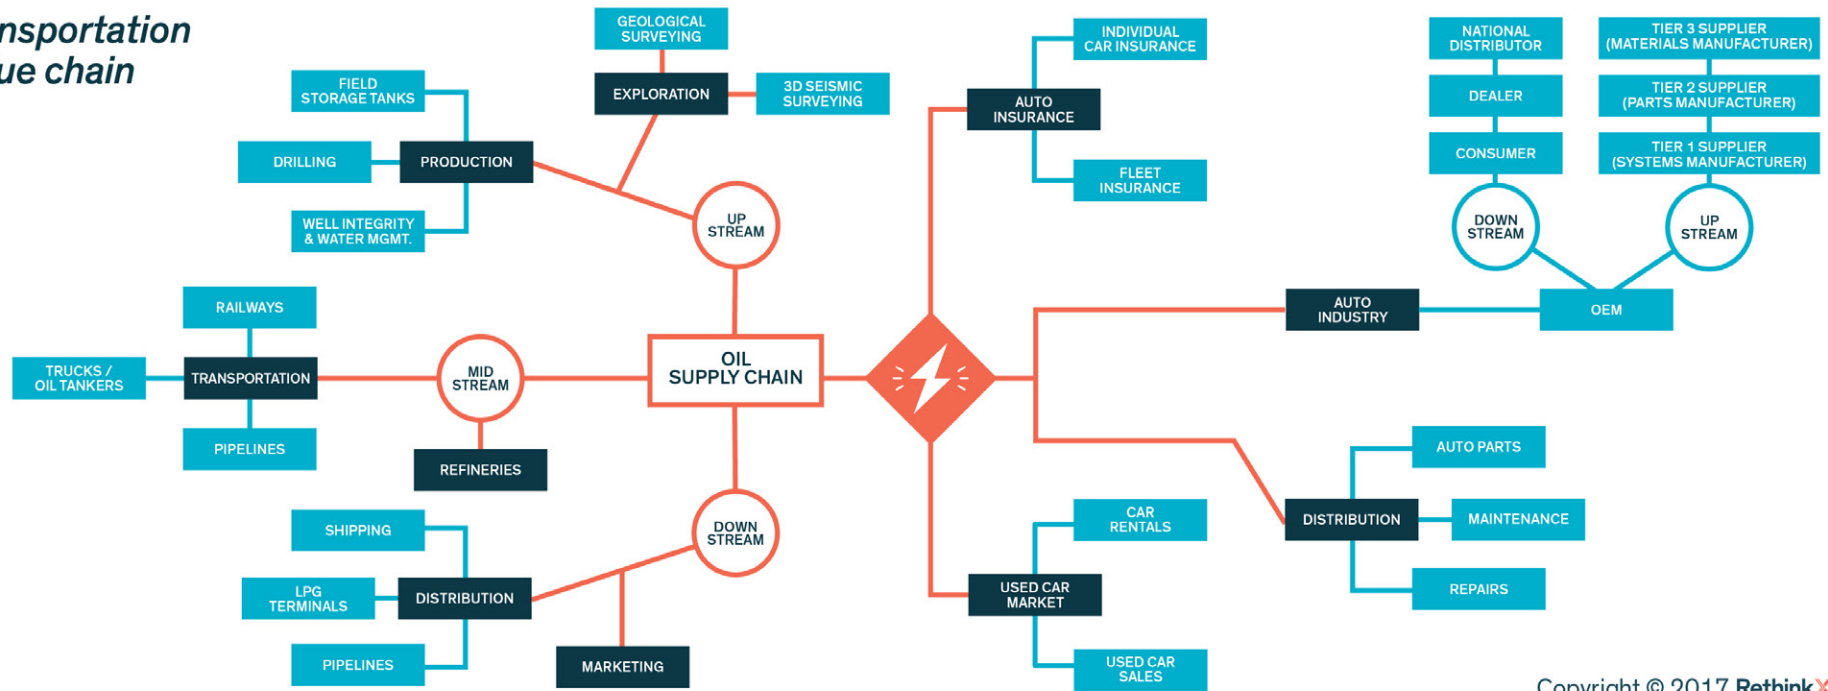 nsportation
ue chain
GEOLOGICAL
SURVEYING
EXPLORATION
3D SEISMIC
SURVEYING
FIELD
STORAGE TANKS
DRILLING
PRODUCTION
WELL INTEGRITY
& WATER MGMT.
UP
STREAM
RAILWAYS
TRUCKS /
OIL TANKERS
TRANSPORTATION
PIPELINES
MID
STREAM
REFINERIES
OIL
SUPPLY CHAIN
DOWN
STREAM
SHIPPING
LPG
TERMINALS
DISTRIBUTION
PIPELINES
MARKETING
INDIVIDUAL
CAR INSURANCE
AUTO
INSURANCE
FLEET
INSURANCE
NATIONAL
DISTRIBUTOR
DEALER
CONSUMER
DOWN
STREAM
TIER 3 SUPPLIER
(MATERIALS MANUFACTURER)
TIER 2 SUPPLIER
(PARTS MANUFACTURER)
TIER 1 SUPPLIER
(SYSTEMS MANUFACTURER)
UP
STREAM
AUTO
INDUSTRY
OEM
AUTO PARTS
DISTRIBUTION
MAINTENANCE
REPAIRS
CAR
RENTALS
USED CAR
MARKET
USED CAR
SALES
Copyright © 2017 RethinkX